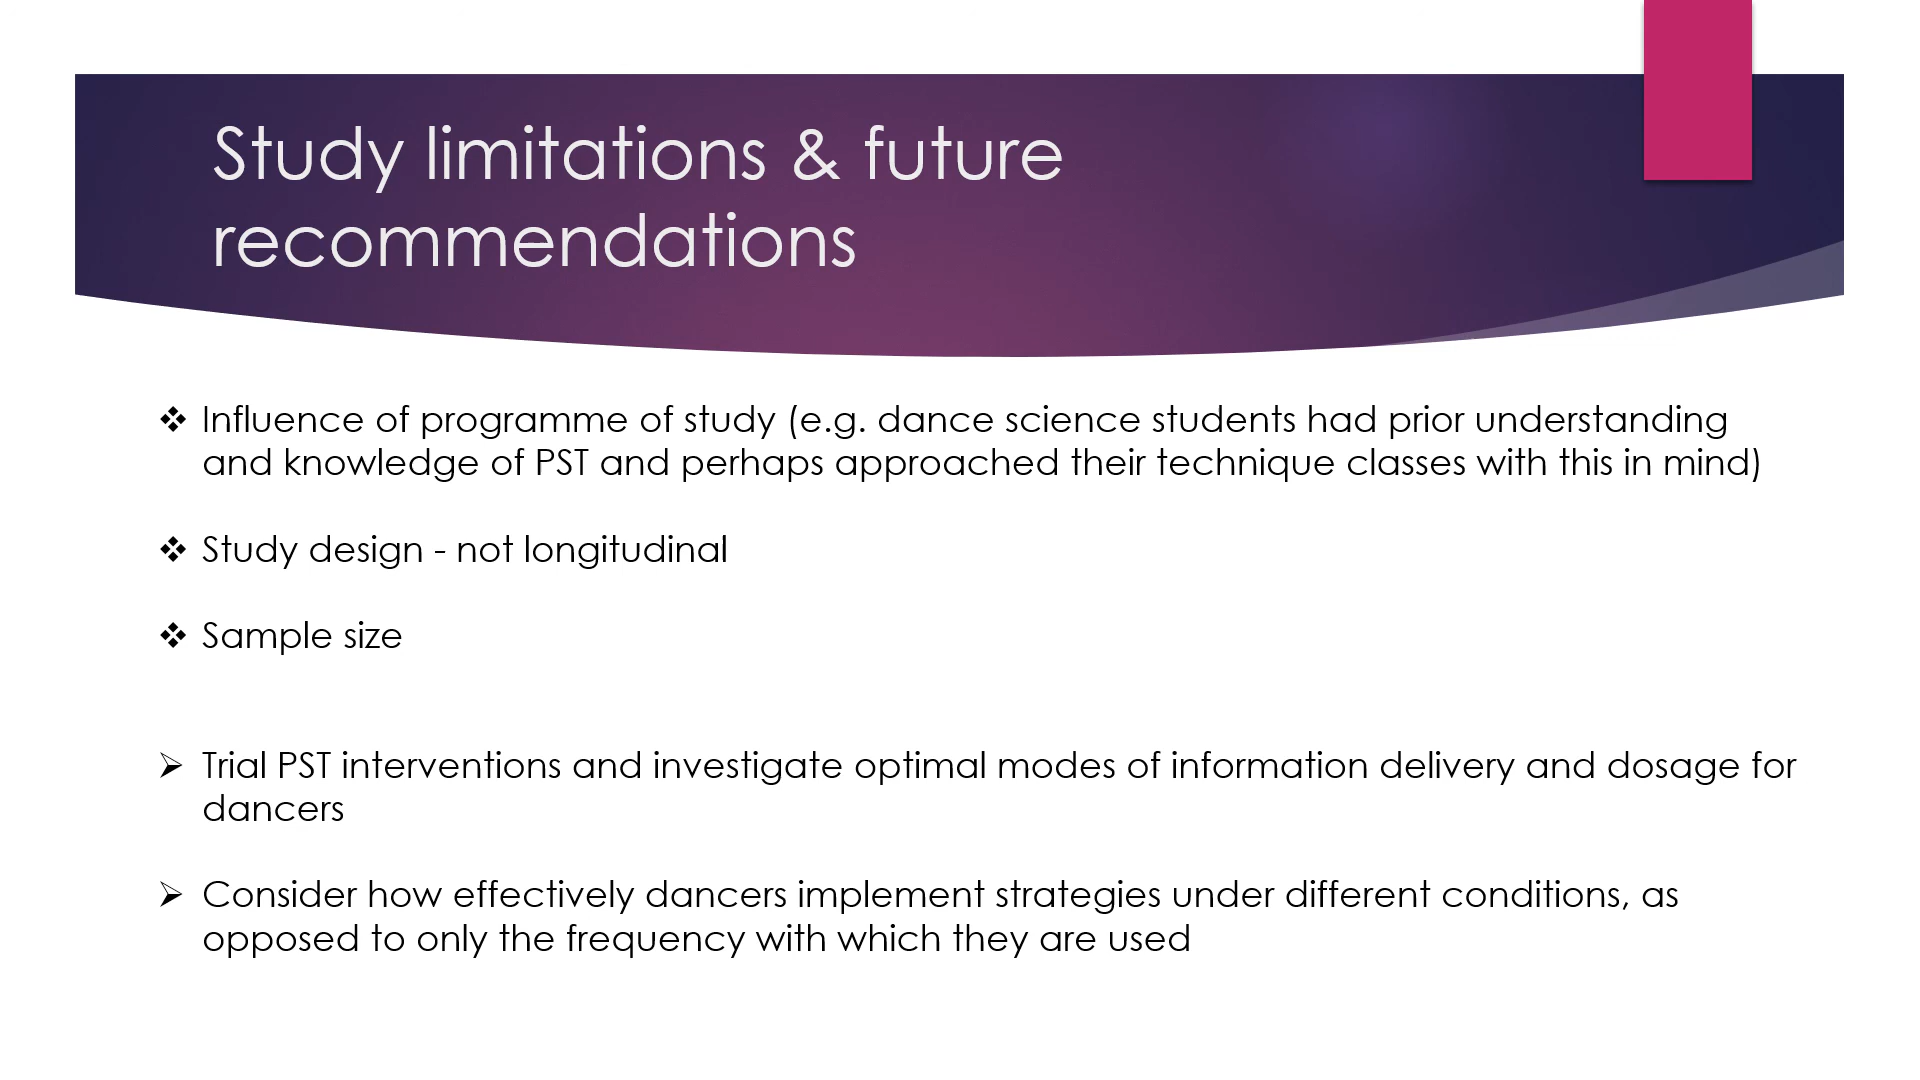 Study limitations & future
recommendations
❖ Influence of programme of study (e.g. dance science students had prior understanding
and knowledge of PST and perhaps approached their technique classes with this in mind)
❖ Study design - not longitudinal
❖ Sample size
➢ Trial PST interventions and investigate optimal modes of information delivery and dosage for
dancers
➢ Consider how effectively dancers implement strategies under different conditions, as
opposed to only the frequency with which they are used